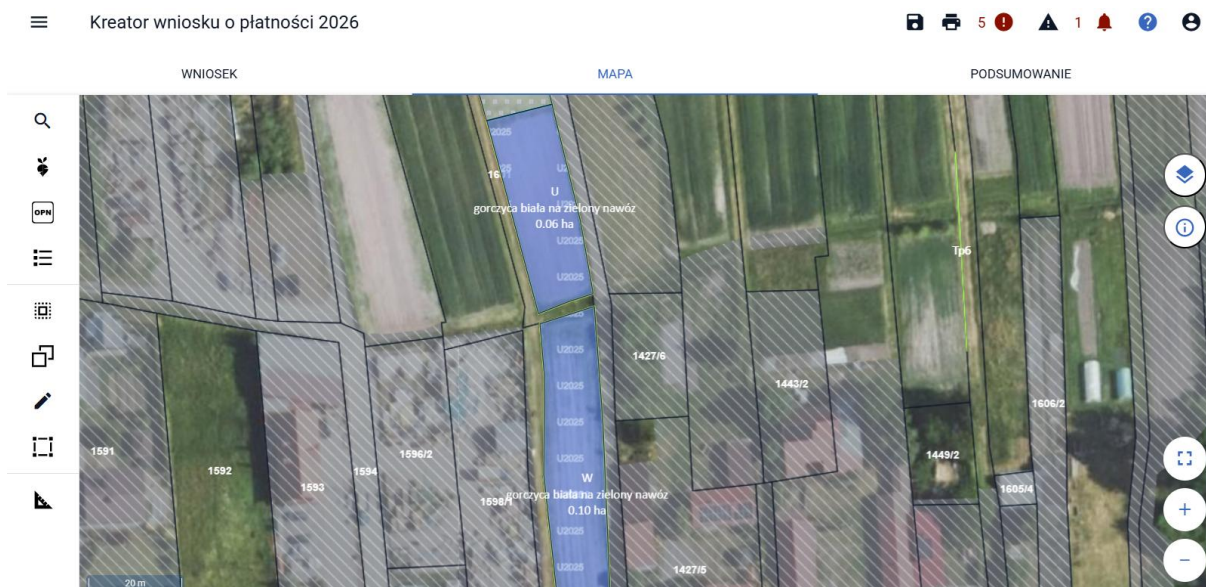 Kreator wniosku o płatności 2026
5
1
WNIOSEK
MAPA
PODSUMOWANIE
OPN
U
gorczyca biała na zielony nawóz
0.06 ha
U2025
U2025
Tp6
U2025
1427/6
U2025
1443/2
U2025
1606/2
1591
1592
1593
1594
1596/2
1598/1
U2025
1449/2
W
gorczyca biała na zielony nawóz
0.10 ha
1605/4
U2025
U2025
1427/5
20 m